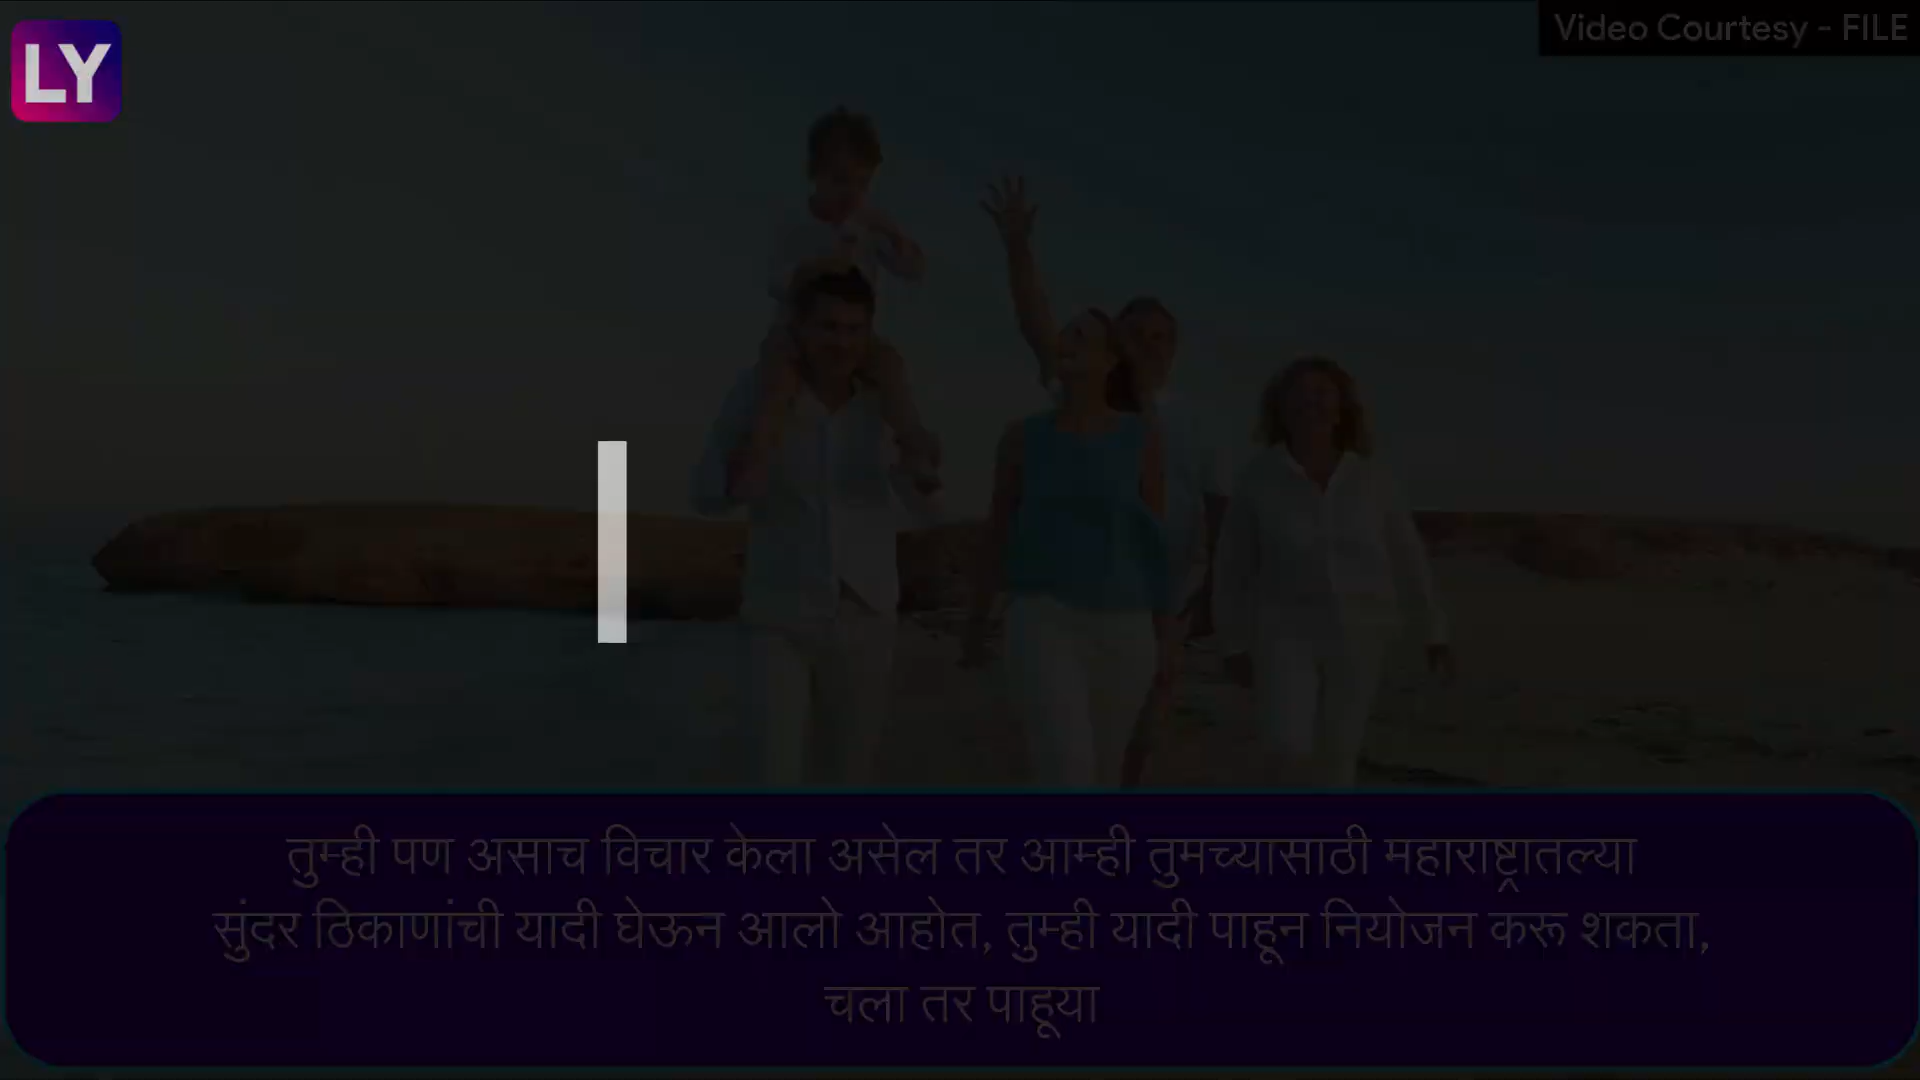 LY
Video Courtesy - FILE
तुम्ही पण असाच विचार केला असेल तर आम्ही तुमच्यासाठी महाराष्ट्रातल्या
सुंदर ठिकाणांची यादी घेऊन आलो आहोत, तुम्ही यादी पाहून नियोजन करू शकता,
चला तर पाहूया